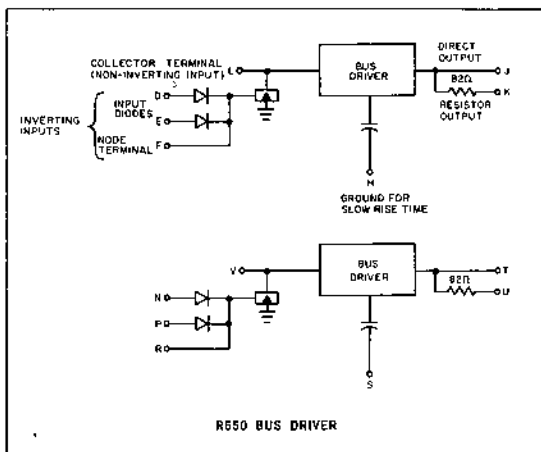 COLLECTOR TERMINAL
(NON-INVERTING INPUT)
L
BUS
DRIVER
DIRECT
OUTPUT
J
82Ω
K
RESISTOR
OUTPUT
INVERTING
INPUTS
D
INPUT
DIODES
E
NODE
TERMINAL
F
H
GROUND FOR
SLOW RISE TIME
V
BUS
DRIVER
T
82Ω
U
N
P
R
S
R650 BUS DRIVER